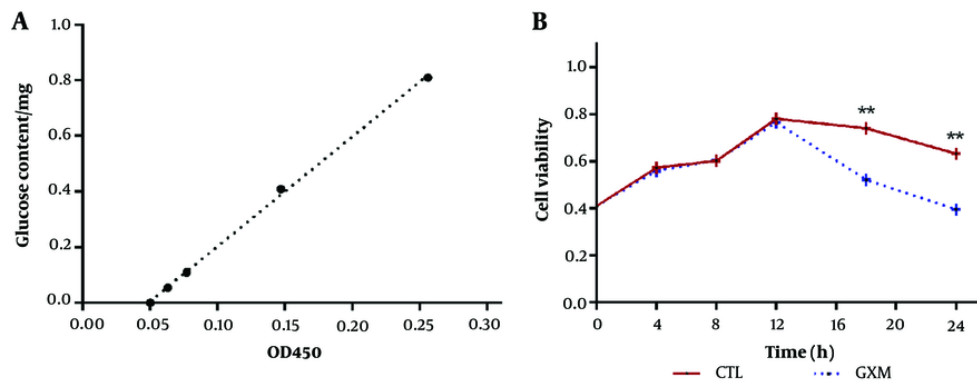 A
Glucose content/mg
1.0
0.8
0.6
0.4
0.2
0.0
0.00 0.05 0.10 0.15 0.20 0.25 0.30
OD450
B
Cell viability
1.0
0.8
0.6
0.4
0.2
0.0
** **
0 4 8 12 16 20 24
Time (h)
CTL GXM